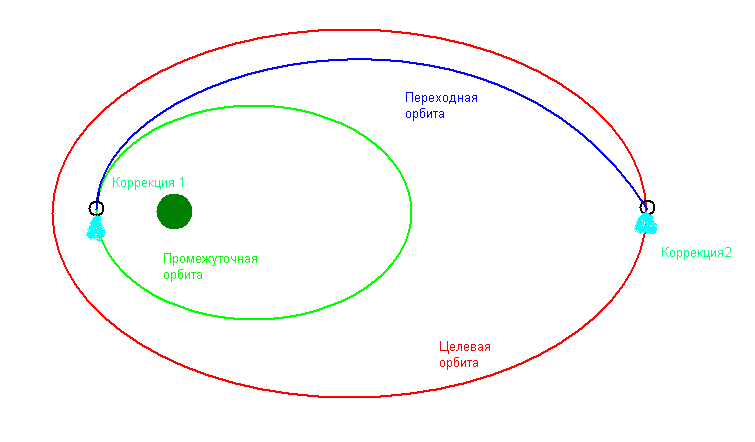 Переходная
орбита
Коррекция 1
Промежуточная
орбита
Коррекция2
Целевая
орбита